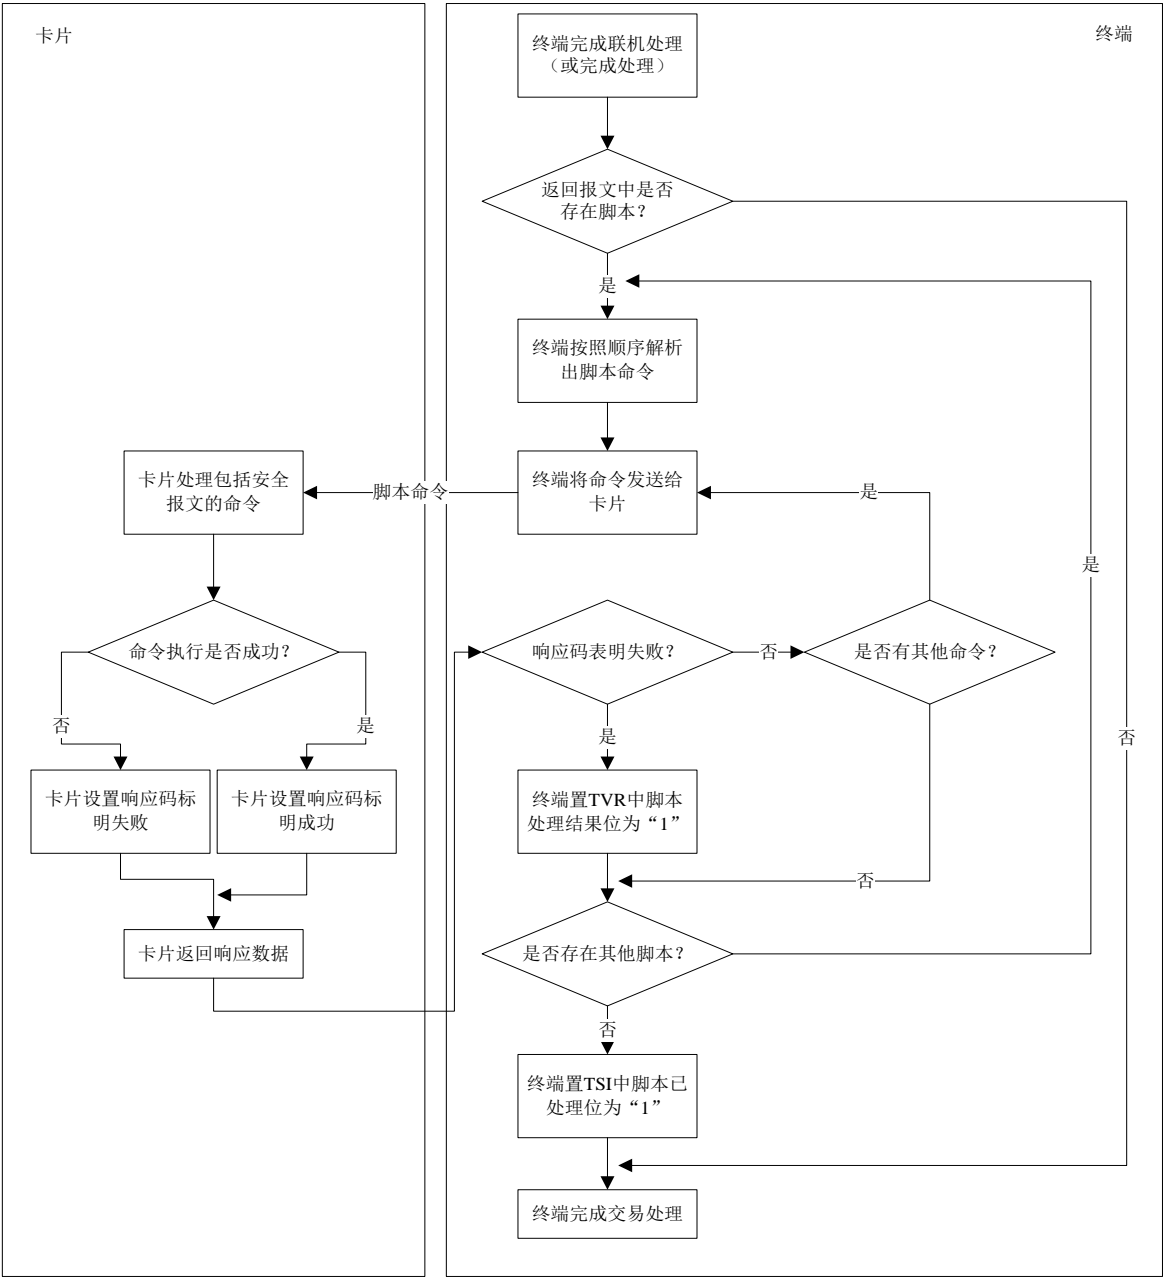 卡片
终端
终端完成联机处理
（或完成处理）
返回报文中是否
存在脚本？
是
终端按照顺序解析
出脚本命令
卡片处理包括安全
报文的命令
脚本命令
终端将命令发送给
卡片
是
是
命令执行是否成功？
响应码表明失败？
否
是否有其他命令？
否
是
是
否
卡片设置响应码标
明失败
卡片设置响应码标
明成功
终端置TVR中脚本
处理结果位为“1”
否
卡片返回响应数据
是否存在其他脚本？
否
终端置TSI中脚本已
处理位为“1”
终端完成交易处理